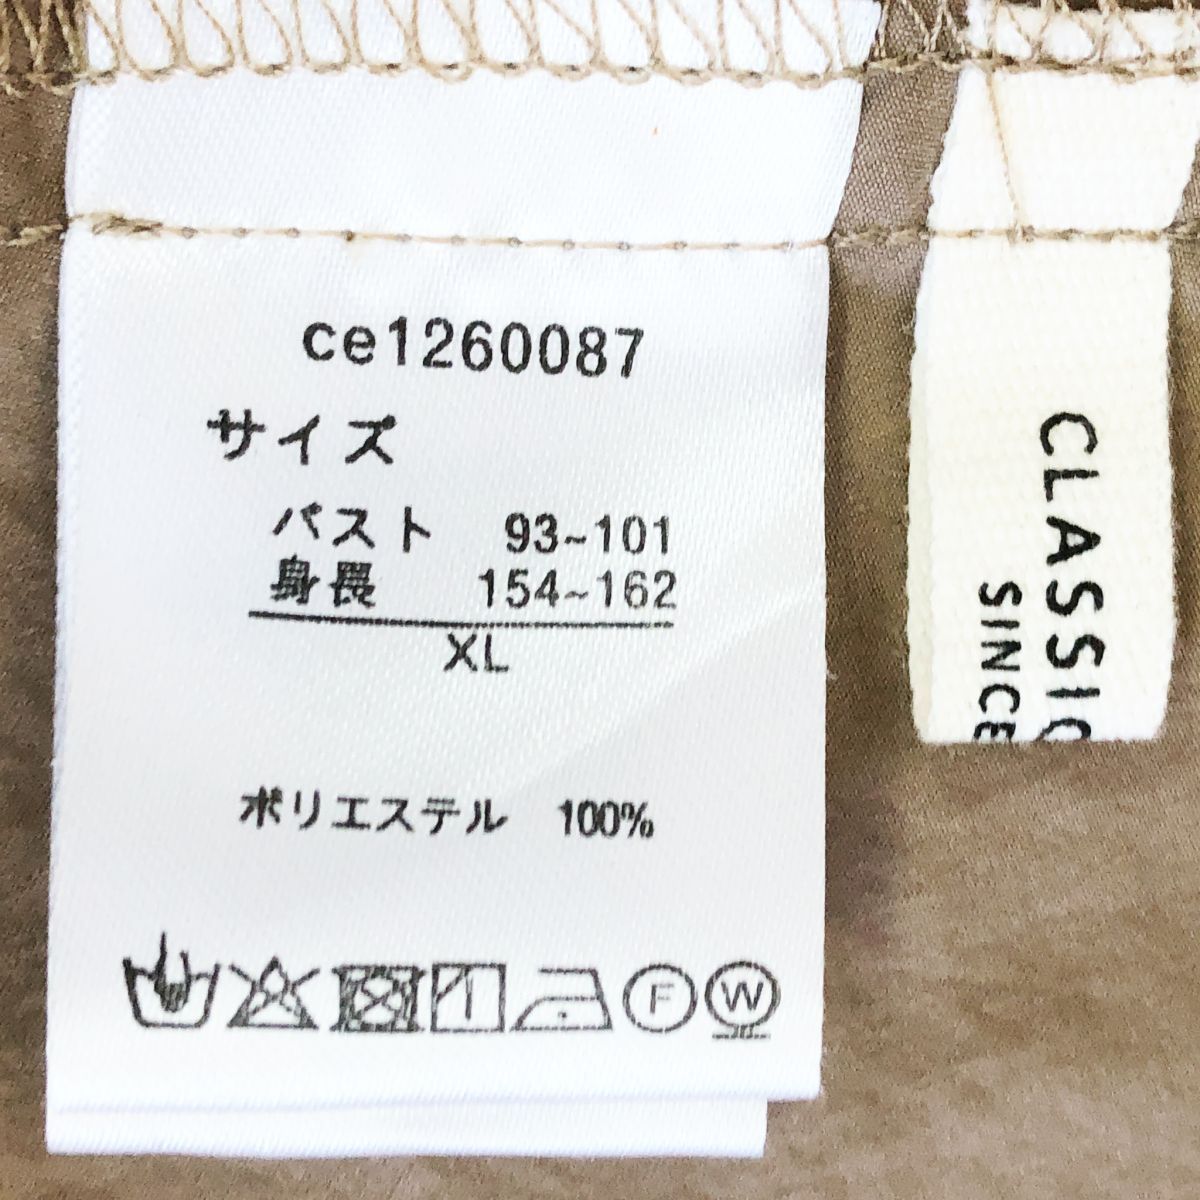 ce1260087
サイズ
バスト 93~101
身長 154~162
XL
ポリエステル 100%
F
W
CLASSIC
SINCE